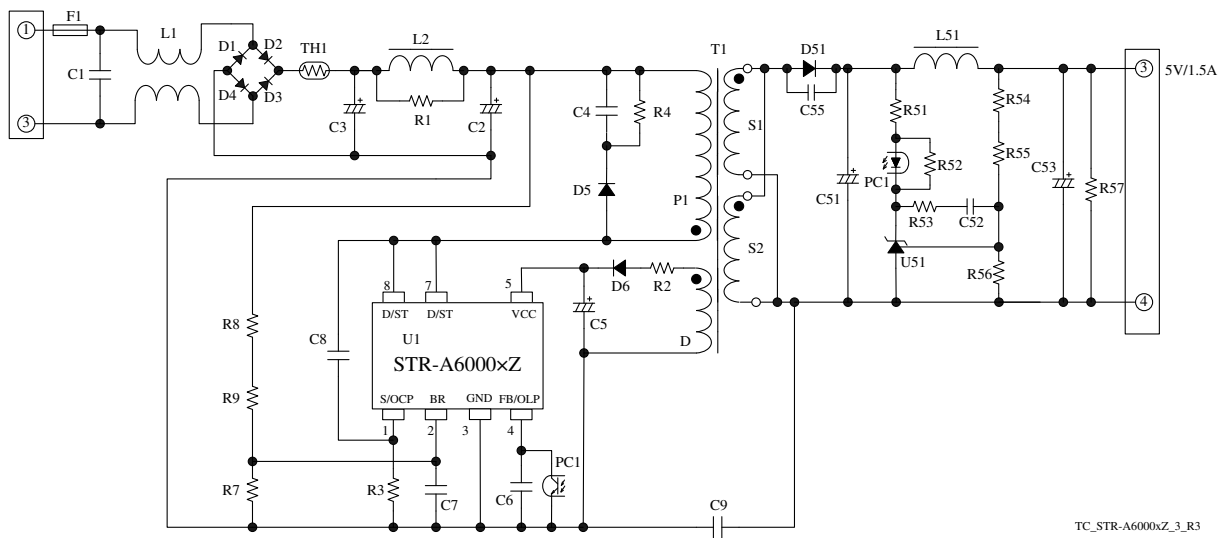 F1
1
L1
D1
D2
D4
D3
TH1
L2
R1
C1
3
C3
C2
C4
R4
D5
P1
T1
S1
S2
D51
C55
L51
3
5V/1.5A
R51
R54
R55
PC1
R52
C51
R53
C52
C53
R57
U51
R56
4
D6
R2
D
C5
8
7
5
D/ST
D/ST
VCC
U1
STR-A6000×Z
S/OCP
BR
GND
FB/OLP
1
2
3
4
C8
R8
R9
R7
R3
C7
C6
PC1
C9
TC_STR-A6000xZ_3_R3